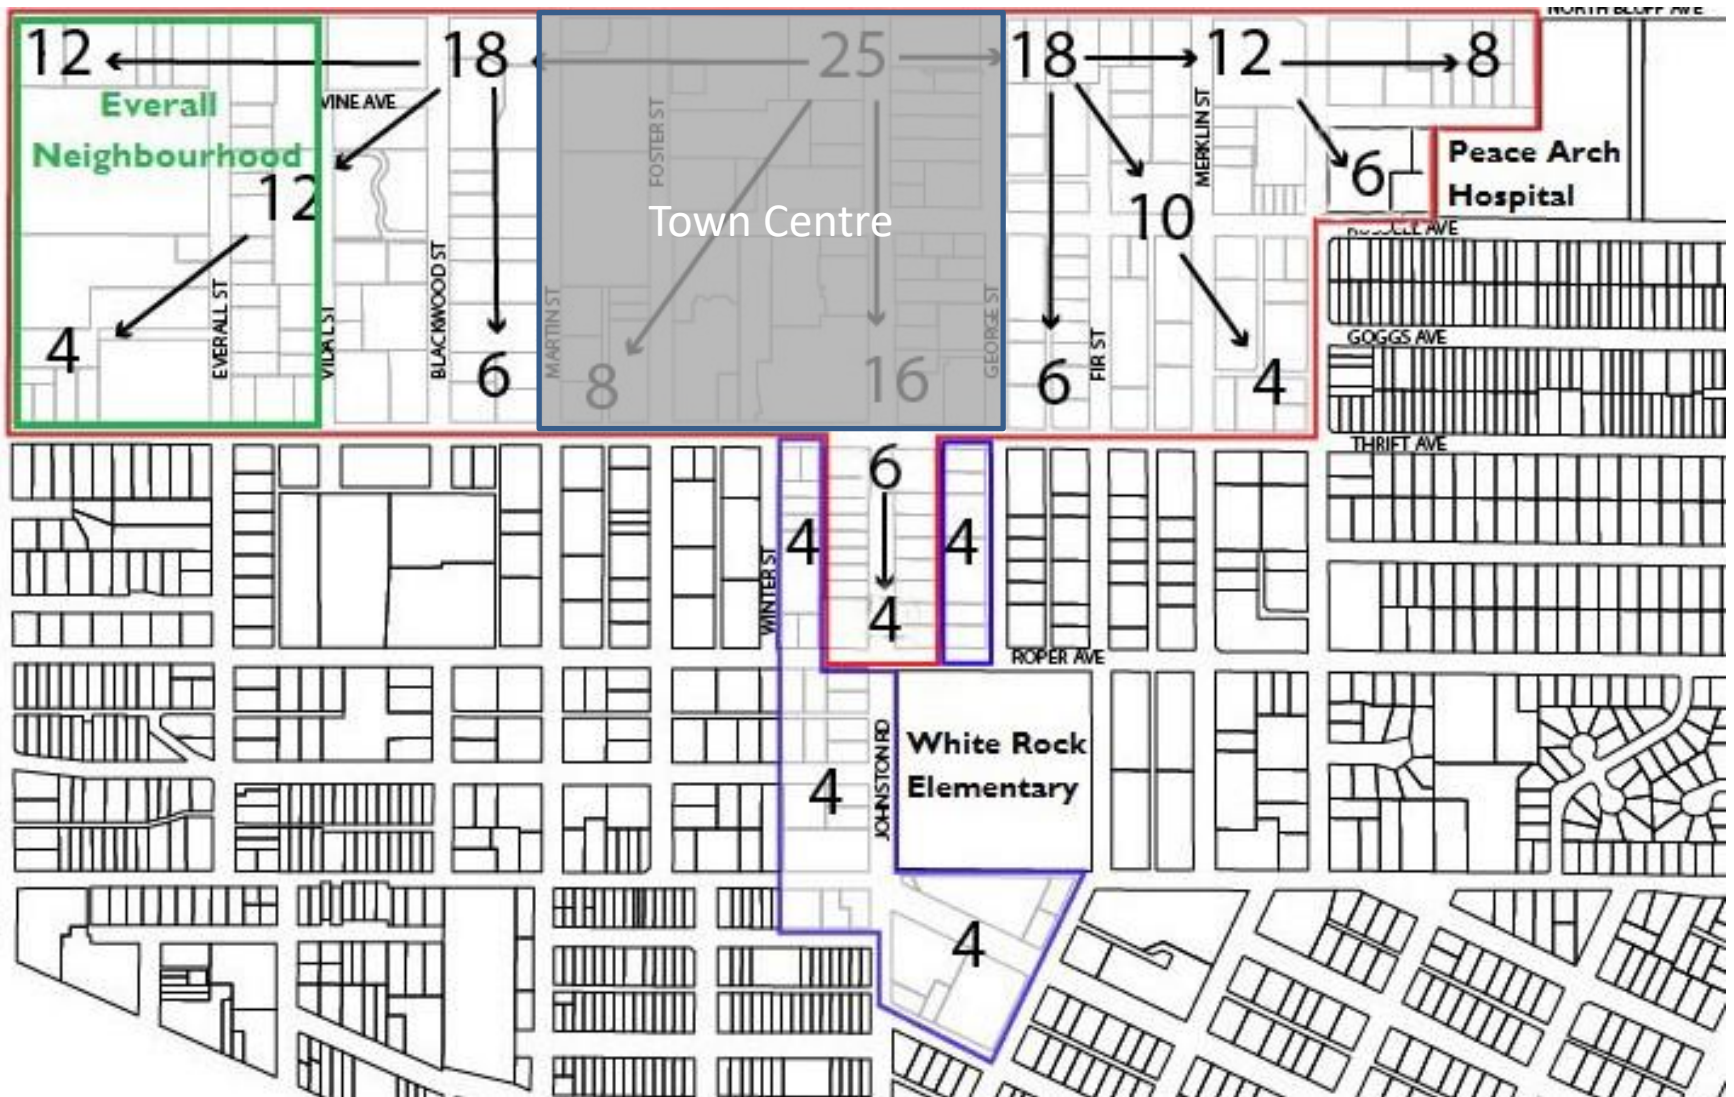 NORTH BLUFF AVE
12
18
25
18
12
8
Everall
Neighbourhood
VINE AVE
FOSTER ST
MERKLIN ST
Peace Arch
Hospital
12
6
10
Town Centre
RUSSELL AVE
EVERALL ST
VIDAL ST
BLACKWOOD ST
MARTIN ST
GEORGE ST
FIR ST
GOGGS AVE
4
6
8
16
6
4
THRIFT AVE
6
4
4
WINTER ST
4
ROPER AVE
JOHNSTON RD
White Rock
Elementary
4
4